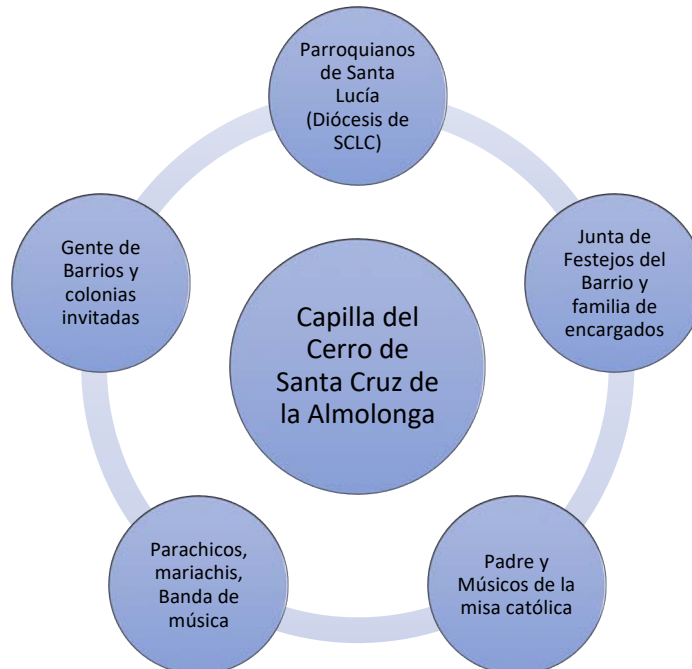 Parroquianos
de Santa
Lucía
(Diócesis de
SCLC)
Junta de
Festejos del
Barrio y
familia de
encargados
Padre y
Músicos de la
misa católica
Parachicos,
mariachis,
Banda de
música
Gente de
Barrios y
colonias
invitadas
Capilla del
Cerro de
Santa Cruz de
la Almolonga